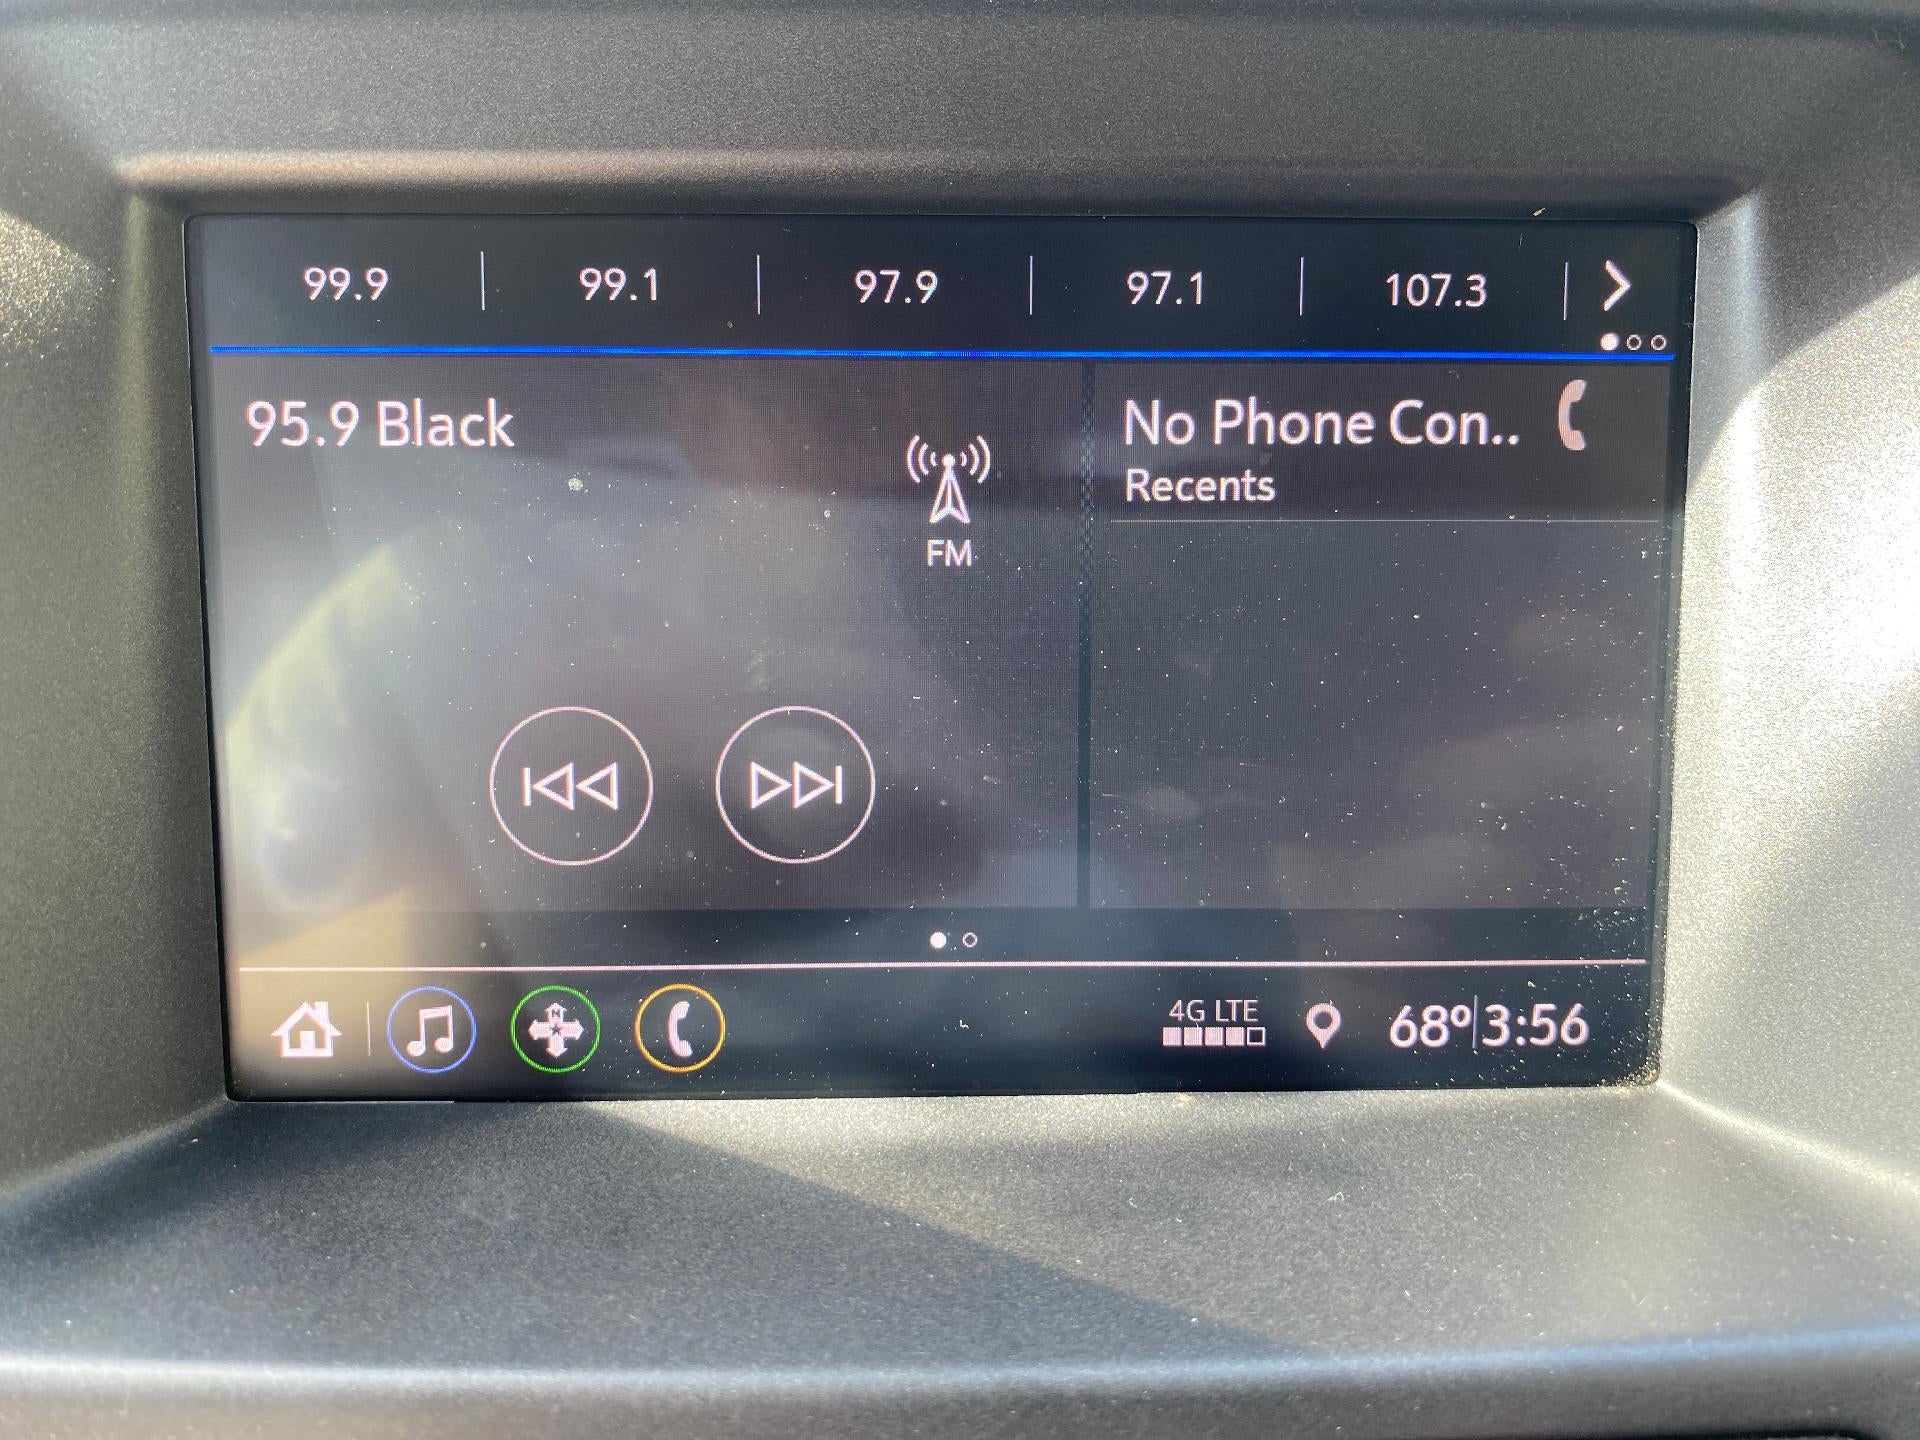 99.9 99.1 97.9 97.1 107.3
95.9 Black
FM
No Phone Con..
Recents
N
4G LTE
68° 3:56